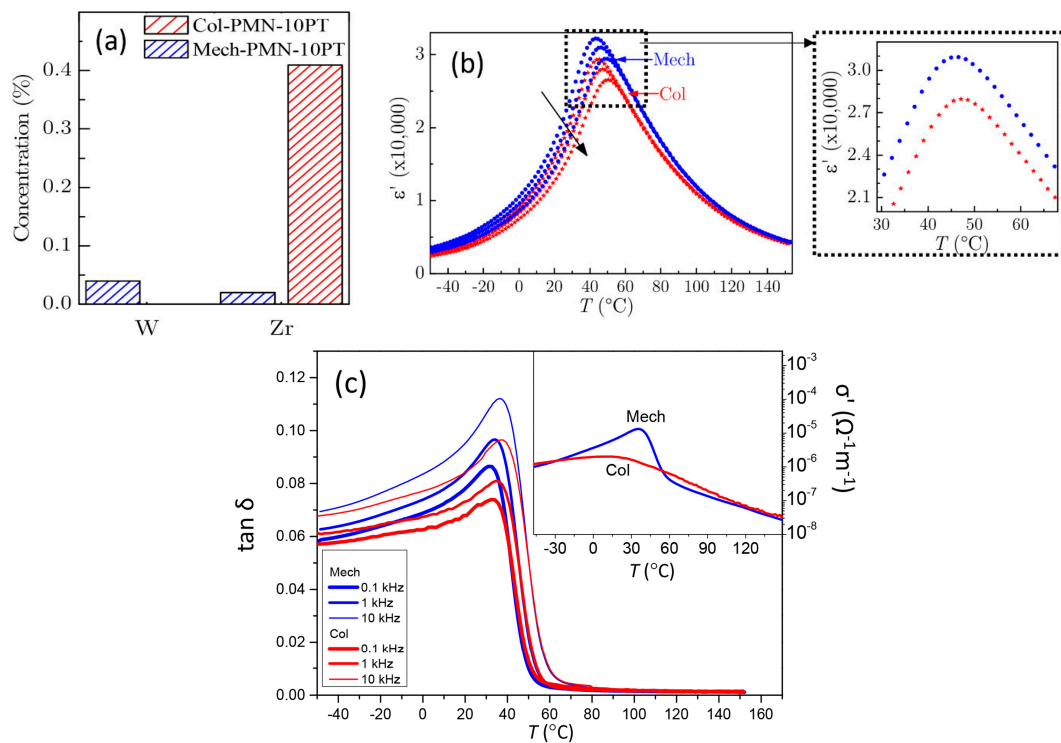 (a)
Col-PMN-10PT
Mech-PMN-10PT
Concentration (%)
0.4
0.3
0.2
0.1
0.0
W
Zr
(b)
Mech
Col
ε' (x10,000)
3
2
1
0
-40 -20 0 20 40 60 80 100 120 140
T (°C)
ε' (x10,000)
3.0
2.7
2.4
2.1
30 40 50 60
T (°C)
(c)
tan δ
0.12
0.10
0.08
0.06
0.04
0.02
0.00
-40 -20 0 20 40 60 80 100 120 140 160
T (°C)
Mech
0.1 kHz
1 kHz
10 kHz
Col
0.1 kHz
1 kHz
10 kHz
Mech
Col
10⁻³
10⁻⁴
10⁻⁵
10⁻⁶
10⁻⁷
10⁻⁸
σ' (Ω⁻¹m⁻¹)
-30 0 30 60 90 120
T (°C)